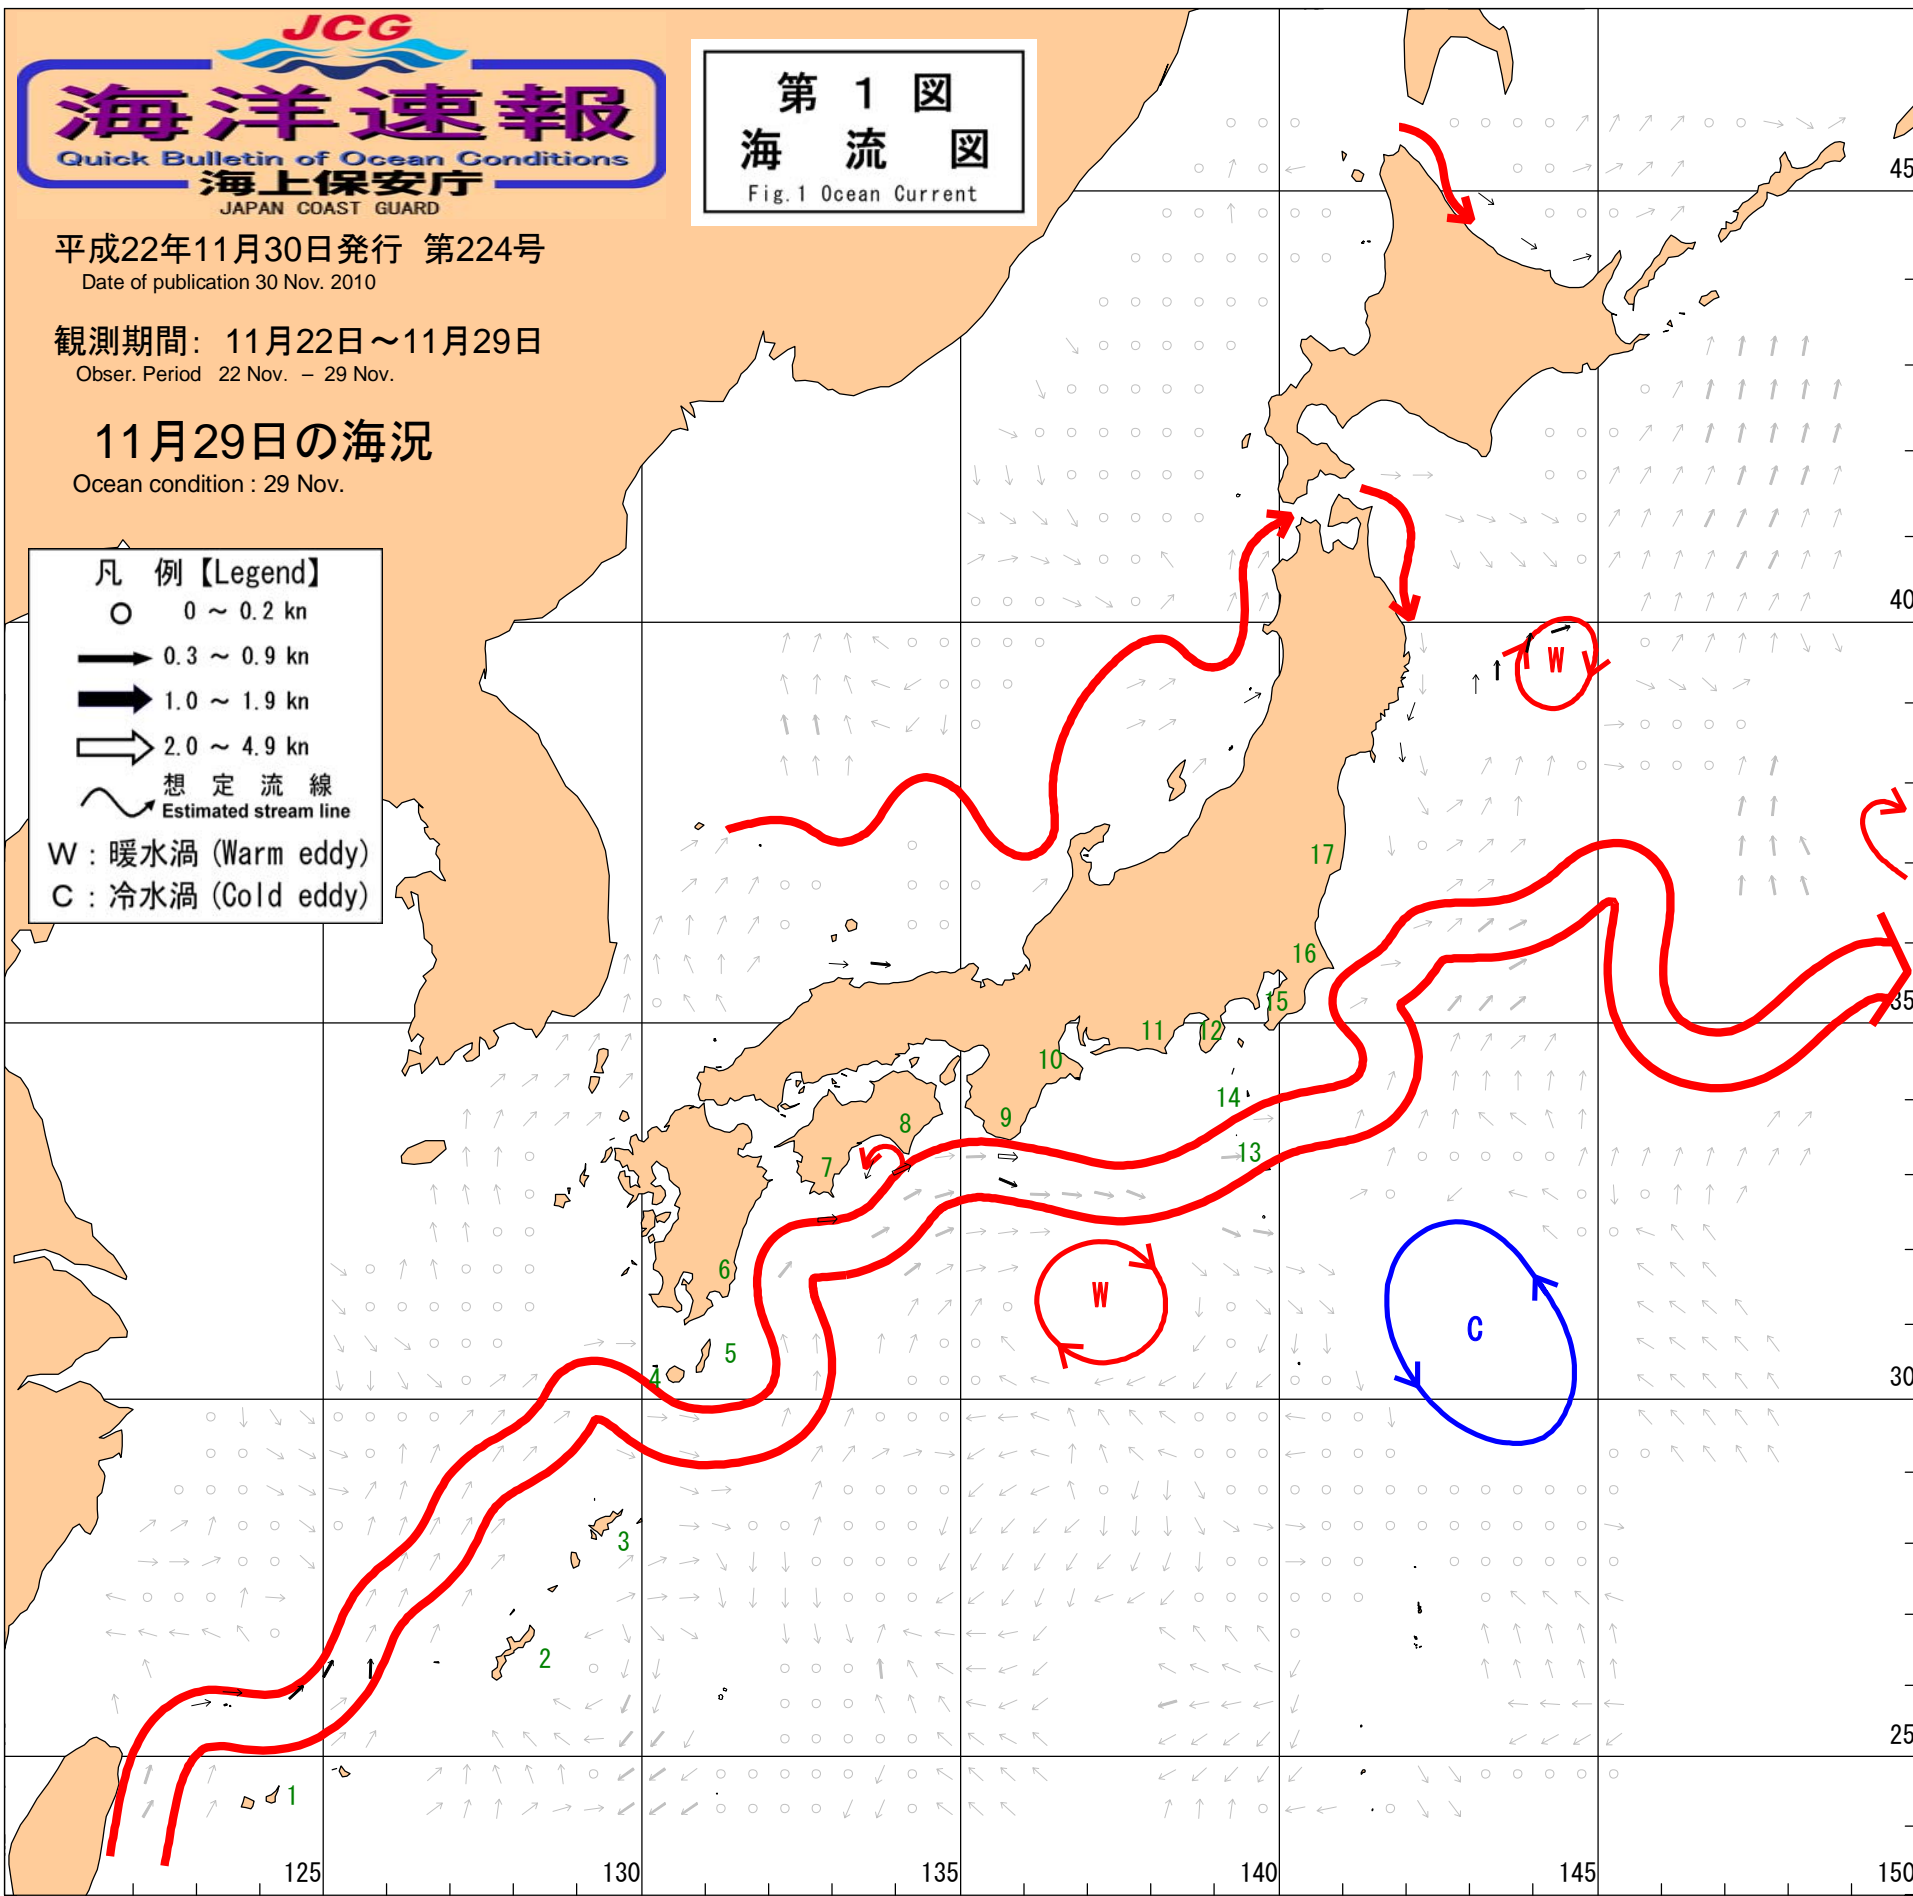 JCG
海洋速報
Quick Bulletin of Ocean Conditions
海上保安庁
JAPAN COAST GUARD
第 1 図
海 流 図
Fig.1 Ocean Current
平成22年11月30日発行 第224号
Date of publication 30 Nov. 2010
観測期間: 11月22日～11月29日
Obser. Period 22 Nov. – 29 Nov.
11月29日の海況
Ocean condition : 29 Nov.
凡 例【Legend】
0 ～ 0.2 kn
0.3 ～ 0.9 kn
1.0 ～ 1.9 kn
2.0 ～ 4.9 kn
想 定 流 線
Estimated stream line
W : 暖水渦 (Warm eddy)
C : 冷水渦 (Cold eddy)
45
40
W
17
16
15
35
12
11
10
14
9
8
13
7
6
W
C
5
4
30
3
2
25
1
125
130
135
140
145
150